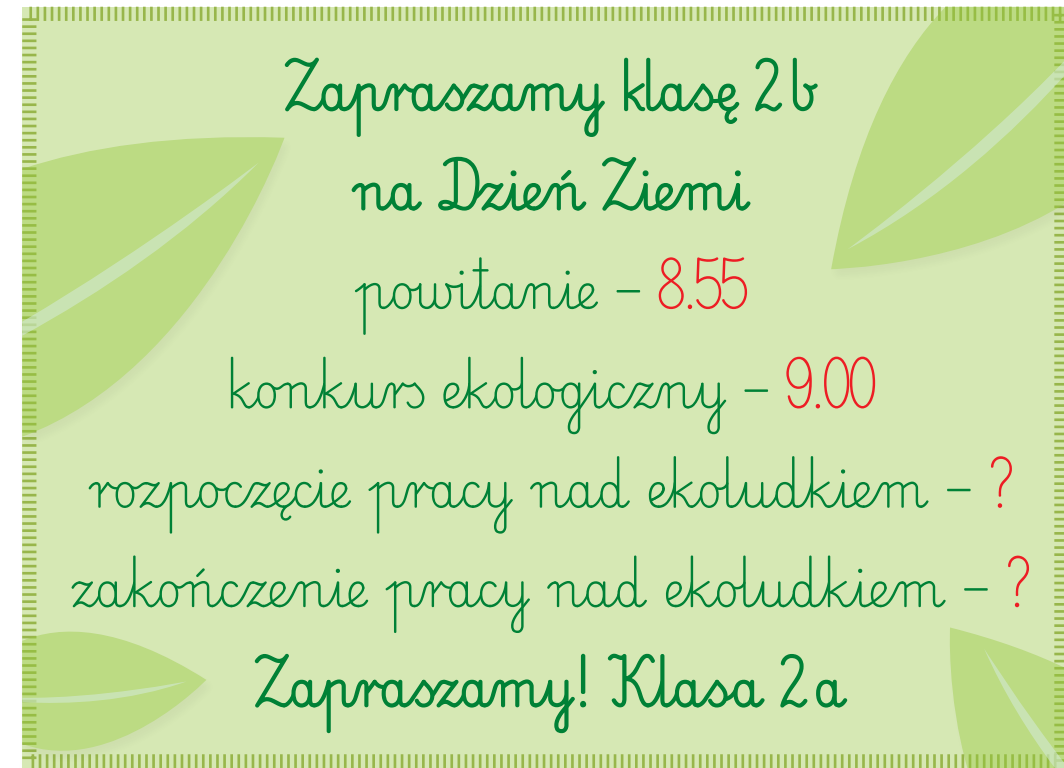 Zapraszamy klasę 2b
na Dzień Ziemi
powitanie – 8.55
konkurs ekologiczny – 9.00
rozpoczęcie pracy nad ekoludkiem – ?
zakończenie pracy nad ekoludkiem – ?
Zapraszamy! Klasa 2a